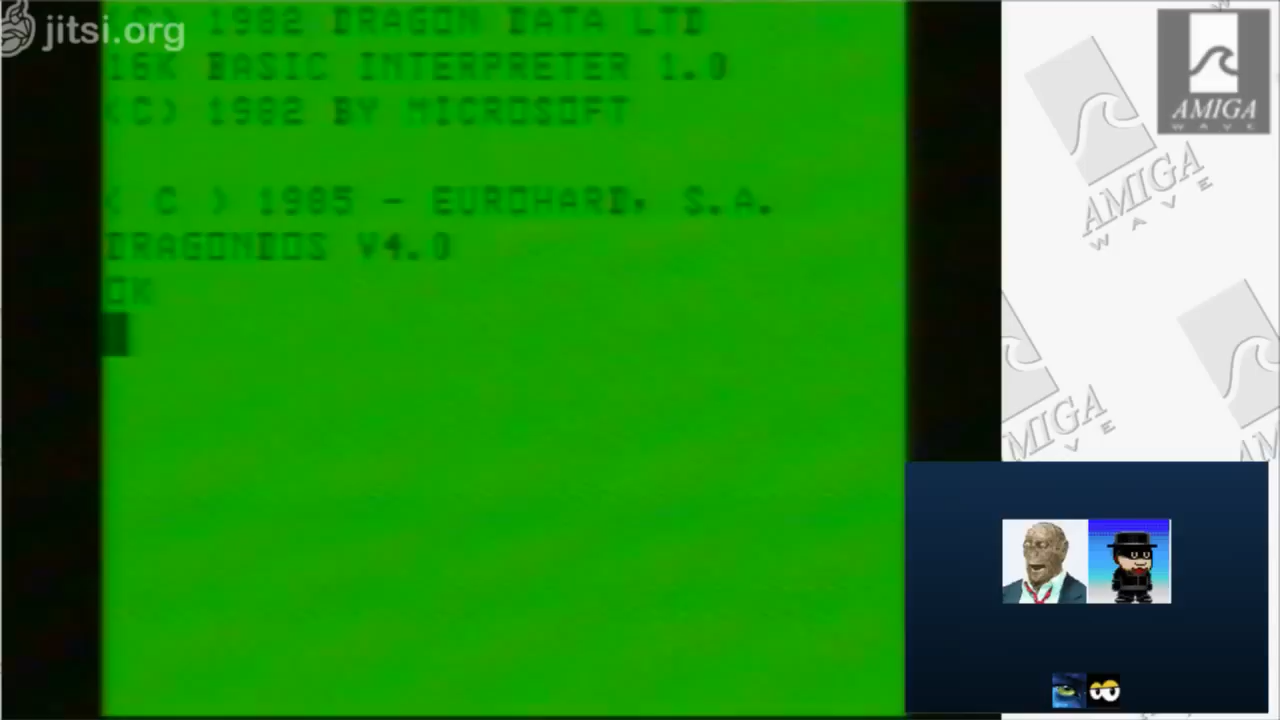 jitsi.org
(C) 1982 DRAGON DATA LTD
16K BASIC INTERPRETER 1.0
(C) 1982 BY MICROSOFT
( C ) 1985 - EUROHARD, S.A.
DRAGONDOS V4.0
OK
AMIGA
WAVE
AMIGA
WAVE
AMIGA